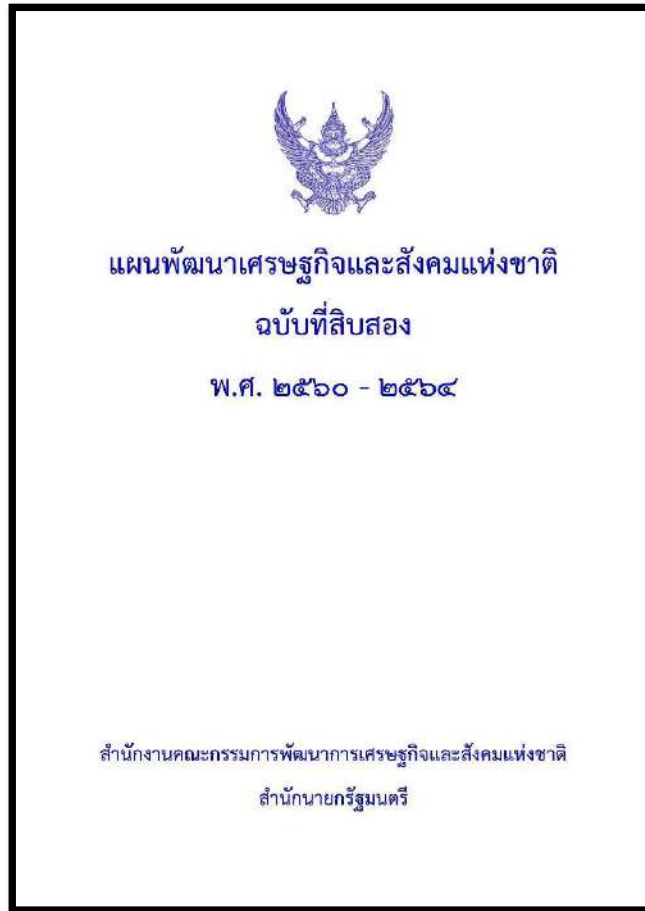 แผนพัฒนาเศรษฐกิจและสังคมแห่งชาติ
ฉบับที่สิบสอง
พ.ศ. ๒๕๖๐ - ๒๕๖๔
สำนักงานคณะกรรมการพัฒนาการเศรษฐกิจและสังคมแห่งชาติ
สำนักนายกรัฐมนตรี